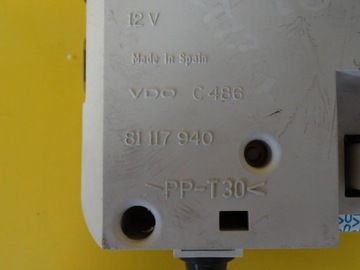 12 V
Made in Spain
VDO C 486
81 117 940
>PP-T30<